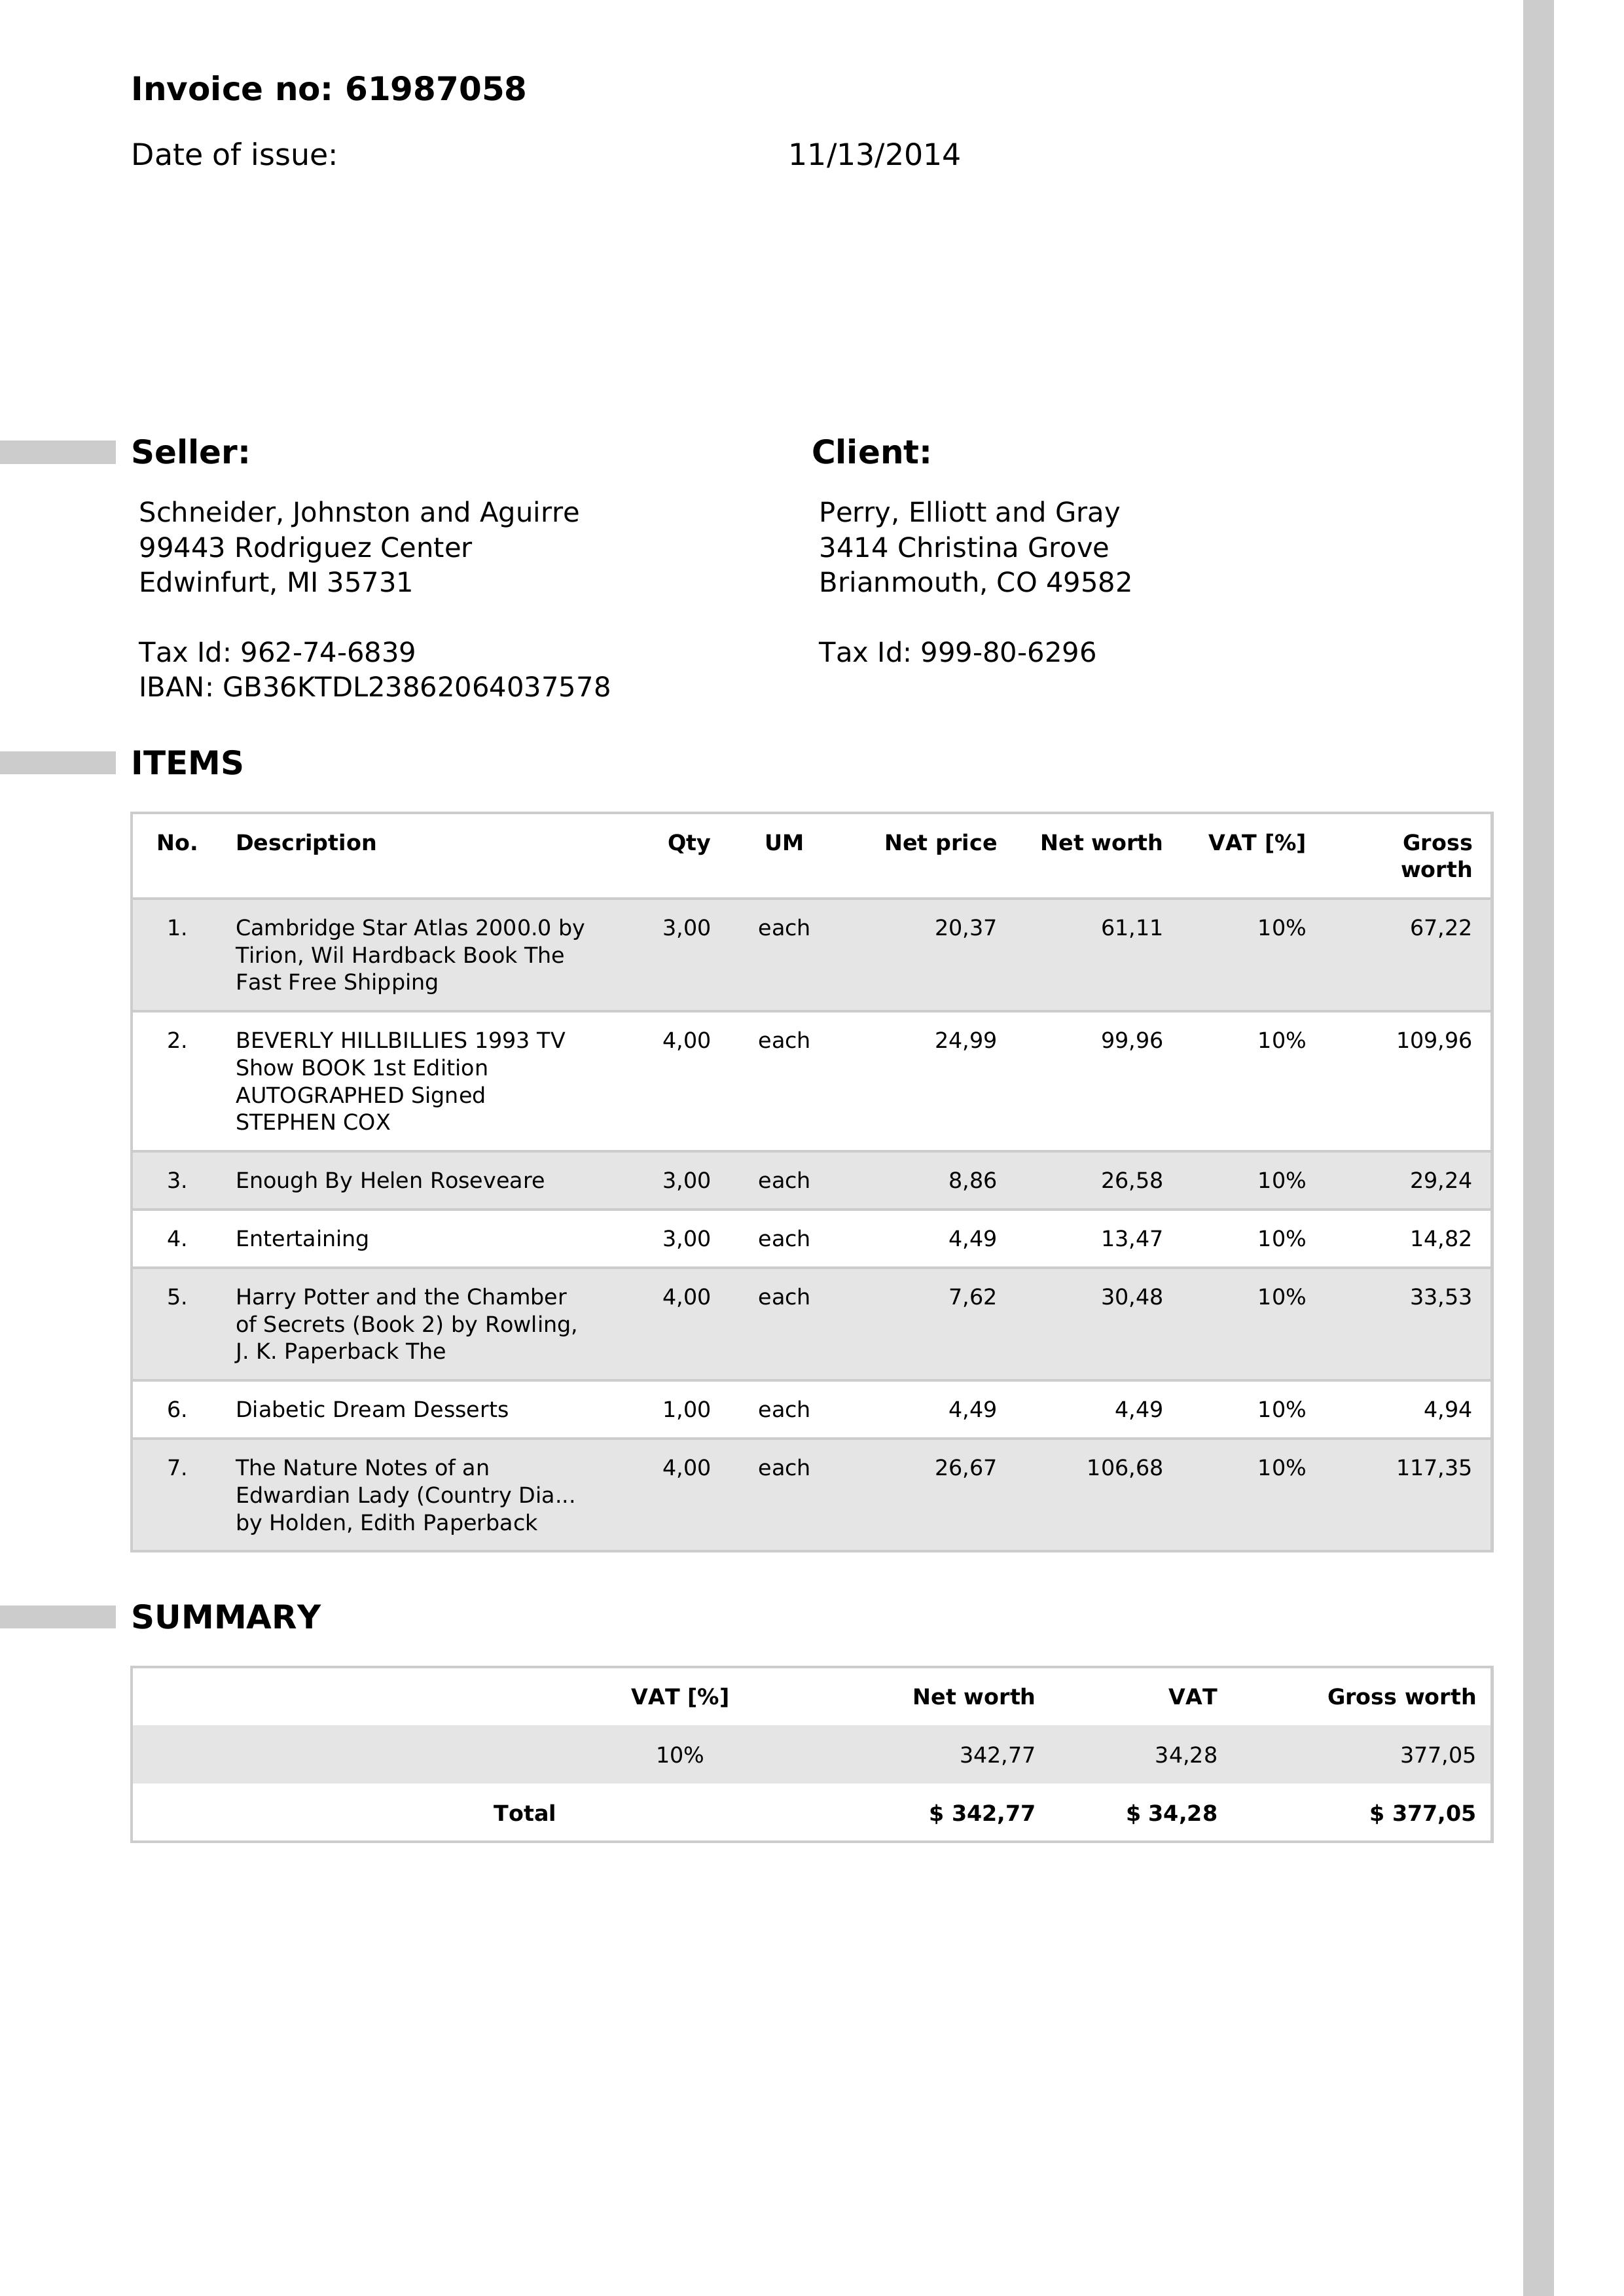 Invoice no: 61987058
Date of issue: 11/13/2014
Seller: Client:
Schneider, Johnston and Aguirre Perry, Elliott and Gray
99443 Rodriguez Center 3414 Christina Grove
Edwinfurt, MI 35731 Brianmouth, CO 49582
Tax Id: 962-74-6839 Tax Id: 999-80-6296
IBAN: GB36KTDL23862064037578
ITEMS
No. Description Qty UM Net price Net worth VAT [%] Gross
worth
1. Cambridge Star Atlas 2000.0 by 3,00 each 20,37 61,11 10% 67,22
Tirion, Wil Hardback Book The
Fast Free Shipping
2. BEVERLY HILLBILLIES 1993 TV 4,00 each 24,99 99,96 10% 109,96
Show BOOK 1st Edition
AUTOGRAPHED Signed
STEPHEN COX
3. Enough By Helen Roseveare 3,00 each 8,86 26,58 10% 29,24
4. Entertaining 3,00 each 4,49 13,47 10% 14,82
5. Harry Potter and the Chamber 4,00 each 7,62 30,48 10% 33,53
of Secrets (Book 2) by Rowling,
J. K. Paperback The
6. Diabetic Dream Desserts 1,00 each 4,49 4,49 10% 4,94
7. The Nature Notes of an 4,00 each 26,67 106,68 10% 117,35
Edwardian Lady (Country Dia...
by Holden, Edith Paperback
SUMMARY
VAT [%] Net worth VAT Gross worth
10% 342,77 34,28 377,05
Total $ 342,77 $ 34,28 $ 377,05